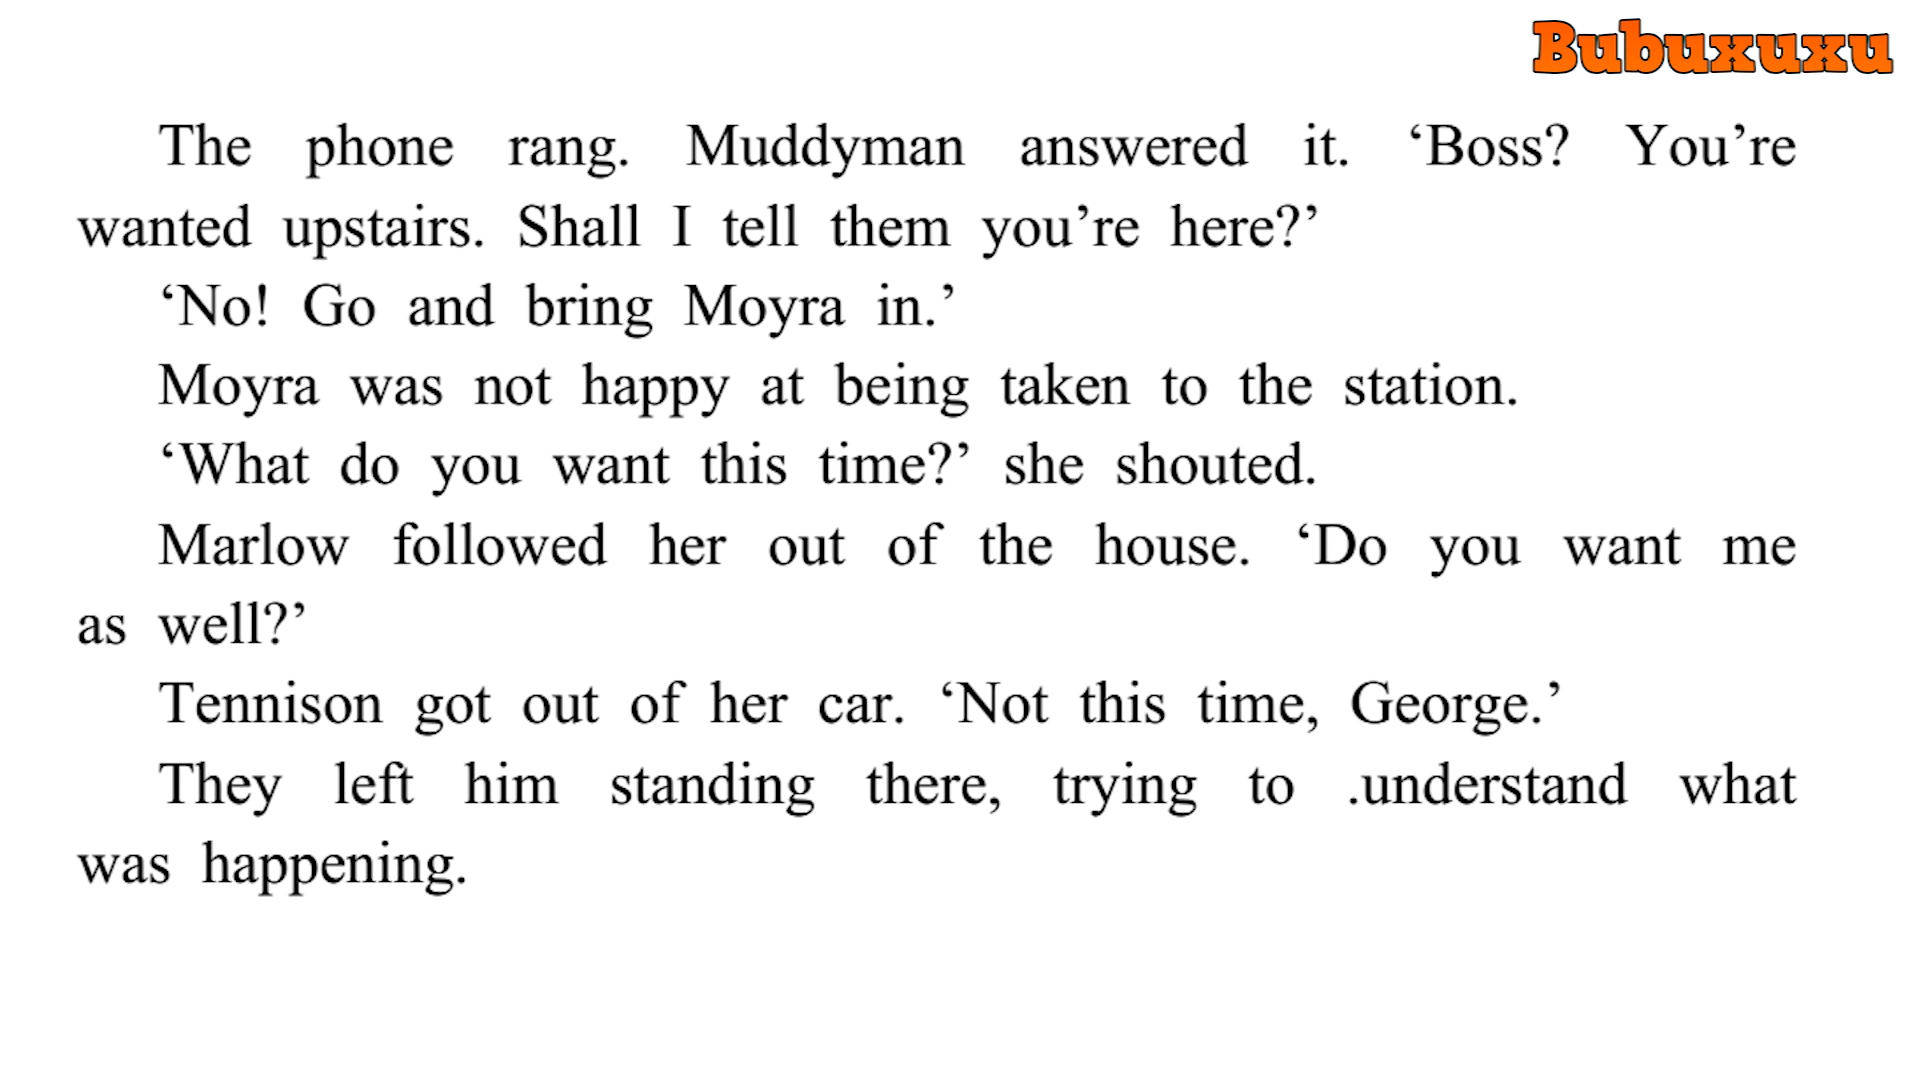 Bubuxuxu
The phone rang. Muddyman answered it. ‘Boss? You’re
wanted upstairs. Shall I tell them you’re here?’
‘No! Go and bring Moyra in.’
Moyra was not happy at being taken to the station.
‘What do you want this time?’ she shouted.
Marlow followed her out of the house. ‘Do you want me
as well?’
Tennison got out of her car. ‘Not this time, George.’
They left him standing there, trying to .understand what
was happening.